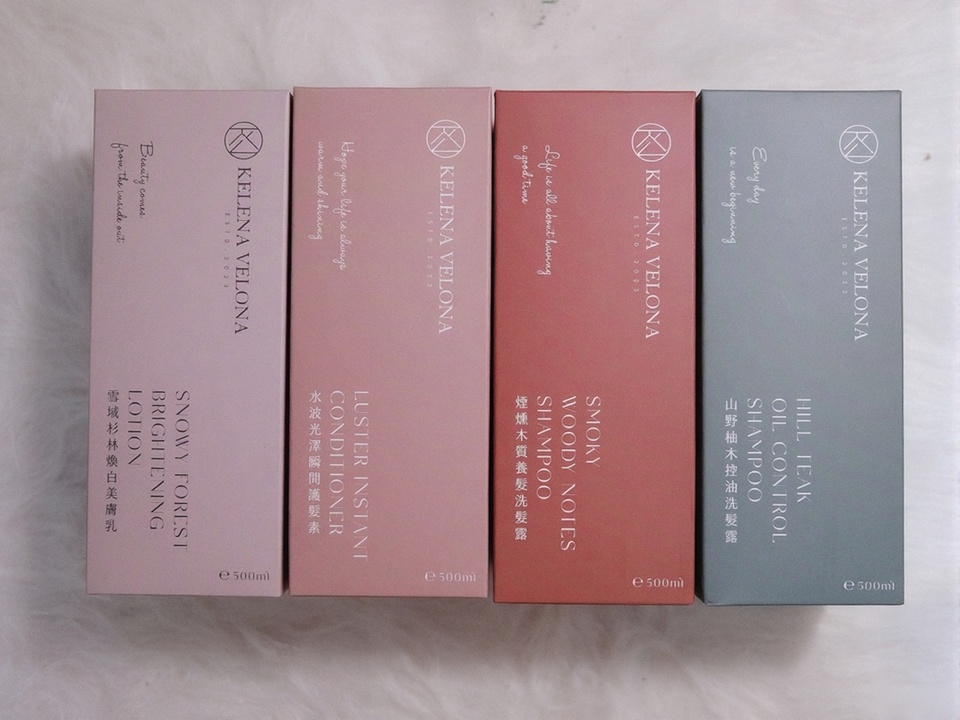 KELENA VELONA
ESTD.2023
Beauty comes
from the inside out
SNOWY FOREST
BRIGHTENING
LOTION
雪域杉林煥白美膚乳
℮500ml
KELENA VELONA
ESTD.2023
Hope your life is always
warm and shining
LUSTER INSTANT
CONDITIONER
水波光澤瞬間護髮素
℮500ml
KELENA VELONA
ESTD.2023
Life is all about having
a good time
SMOKY
WOODY NOTES
SHAMPOO
煙燻木質養髮洗髮露
℮500ml
KELENA VELONA
ESTD.2023
Every day
is a new beginning
HILL TEAK
OIL CONTROL
SHAMPOO
山野柚木控油洗髮露
℮500ml